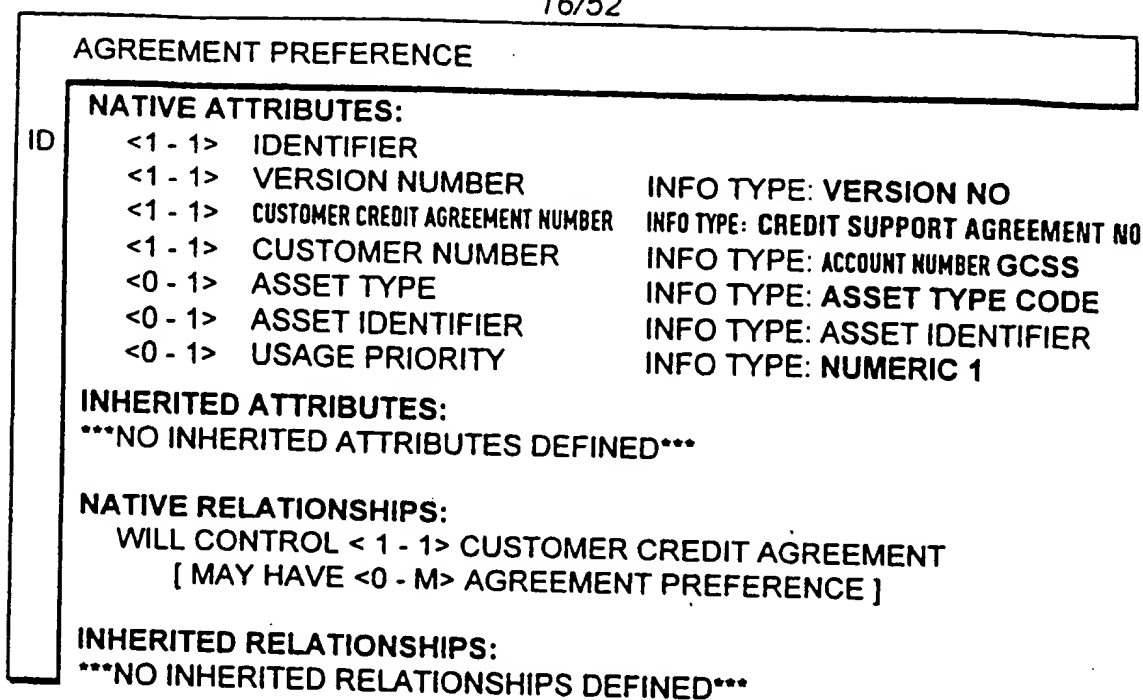 16/52
AGREEMENT PREFERENCE
NATIVE ATTRIBUTES:
ID <1 - 1> IDENTIFIER
<1 - 1> VERSION NUMBER INFO TYPE: VERSION NO
<1 - 1> CUSTOMER CREDIT AGREEMENT NUMBER INFO TYPE: CREDIT SUPPORT AGREEMENT NO
<1 - 1> CUSTOMER NUMBER INFO TYPE: ACCOUNT NUMBER GCSS
<0 - 1> ASSET TYPE INFO TYPE: ASSET TYPE CODE
<0 - 1> ASSET IDENTIFIER INFO TYPE: ASSET IDENTIFIER
<0 - 1> USAGE PRIORITY INFO TYPE: NUMERIC 1
INHERITED ATTRIBUTES:
***NO INHERITED ATTRIBUTES DEFINED***
NATIVE RELATIONSHIPS:
WILL CONTROL < 1 - 1> CUSTOMER CREDIT AGREEMENT
[ MAY HAVE <0 - M> AGREEMENT PREFERENCE ]
INHERITED RELATIONSHIPS:
***NO INHERITED RELATIONSHIPS DEFINED***